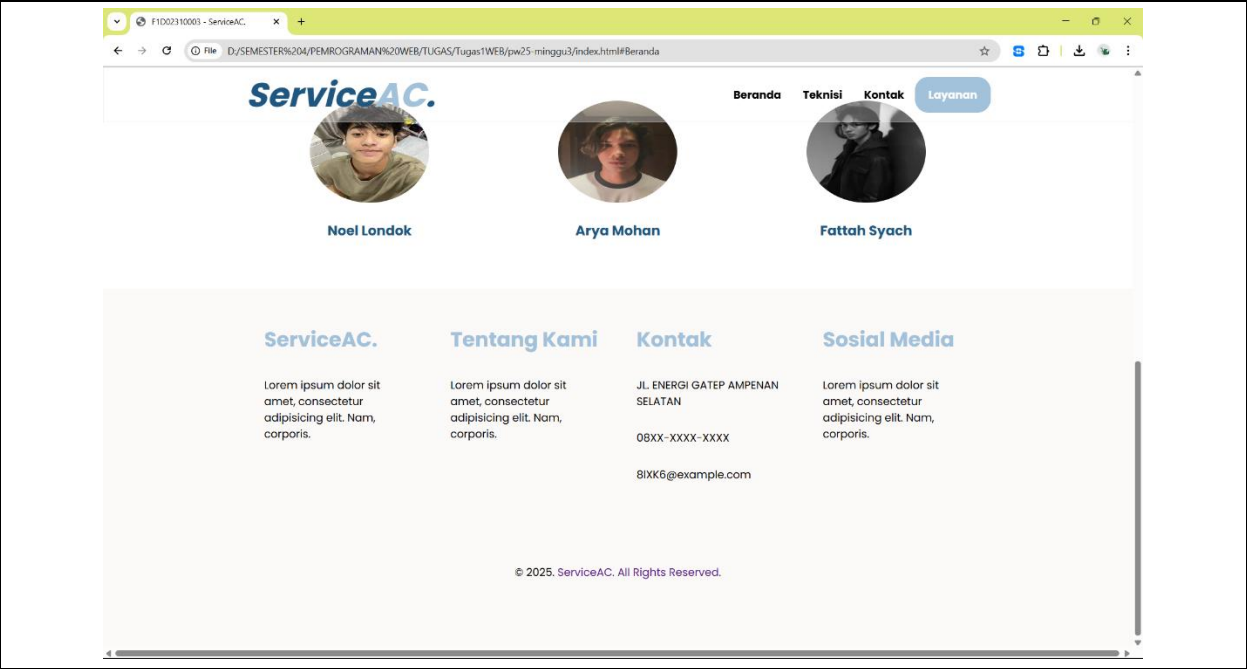 F1D02310003 - ServiceAC.
File D:/SEMESTER%204/PEMROGRAMAN%20WEB/TUGAS/Tugas1WEB/pw25-minggu3/index.html#Beranda
ServiceAC.
Beranda Teknisi Kontak Layanan
Noel Londok
Arya Mohan
Fattah Syach
ServiceAC.
Lorem ipsum dolor sit
amet, consectetur
adipisicing elit. Nam,
corporis.
Tentang Kami
Lorem ipsum dolor sit
amet, consectetur
adipisicing elit. Nam,
corporis.
Kontak
JL. ENERGI GATEP AMPENAN
SELATAN
08XX-XXXX-XXXX
8IXK6@example.com
Sosial Media
Lorem ipsum dolor sit
amet, consectetur
adipisicing elit. Nam,
corporis.
© 2025. ServiceAC. All Rights Reserved.